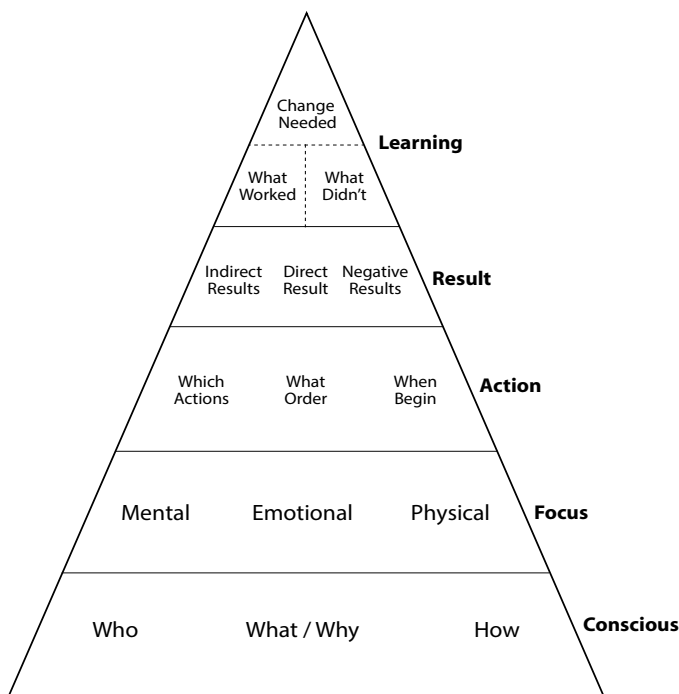 Change
Needed
Learning
What
Worked
What
Didn't
Indirect
Results
Direct
Result
Negative
Results
Result
Which
Actions
What
Order
When
Begin
Action
Mental Emotional Physical Focus
Who What / Why How Conscious